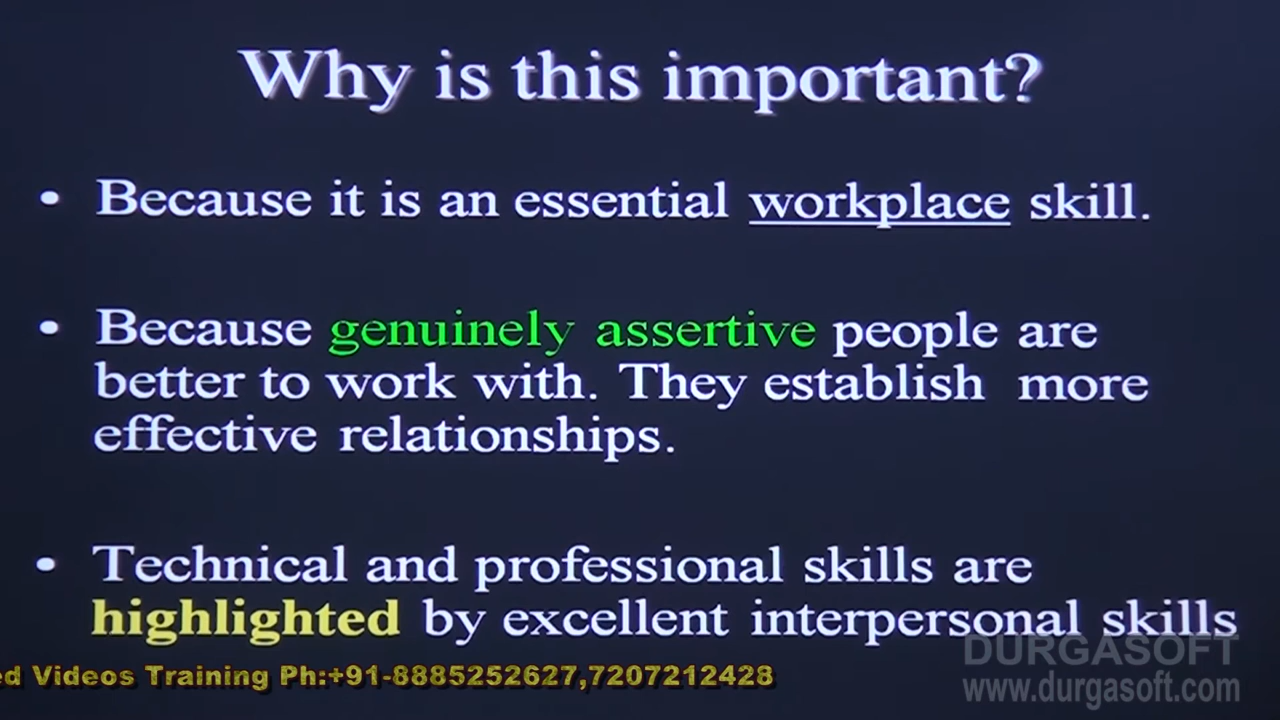 Why is this important?
• Because it is an essential workplace skill.
• Because genuinely assertive people are
better to work with. They establish more
effective relationships.
• Technical and professional skills are
highlighted by excellent interpersonal skills
DURGASOFT
Videos Training Ph:+91-8885252627,7207212428
www.durgasoft.com